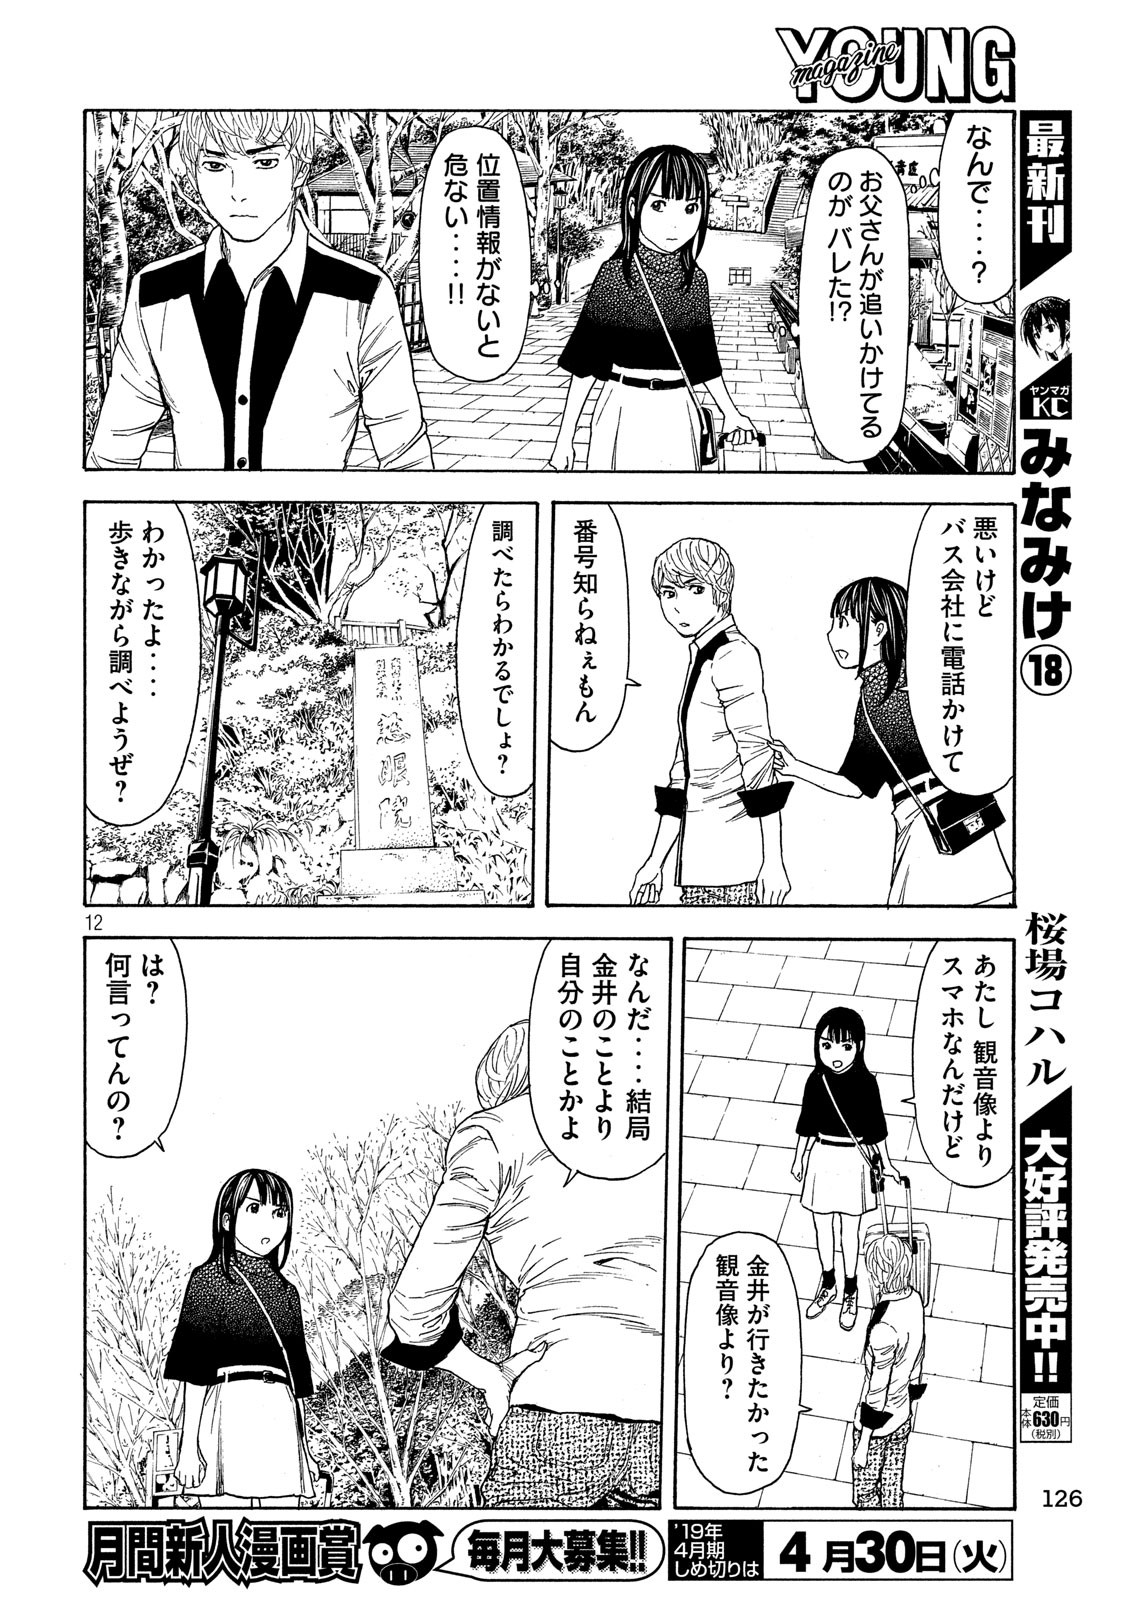 YOUNG
magazine
なんで‥‥?
お父さんが追いかけてる
のがバレた!?
位置情報がないと
危ない‥‥!!
悪いけど
バス会社に電話かけて
番号知らねぇもん
調べたらわかるでしょ?
慈眼院
わかったよ‥‥
歩きながら調べようぜ?
12
あたし 観音像より
スマホなんだけど
金井が行きたかった
観音像より?
なんだ‥‥結局
金井のことより
自分のことかよ
は?
何言ってんの?
最新刊
ヤンマガ
KC
みなみけ⑱
桜場コハル
大好評発売中!!
定価
本体630円
(税別)
126
月間新人漫画賞
毎月大募集!!
'19年
4月期
しめ切りは
4月30日(火)